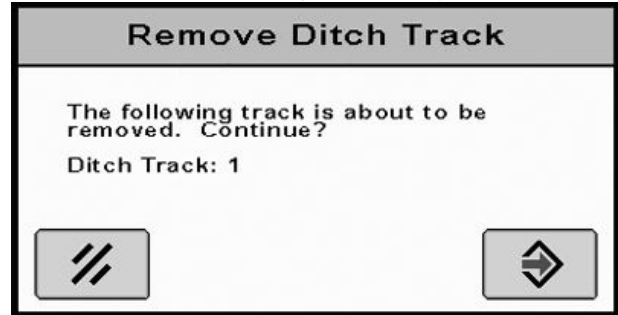 Remove Ditch Track
The following track is about to be
removed. Continue?
Ditch Track: 1